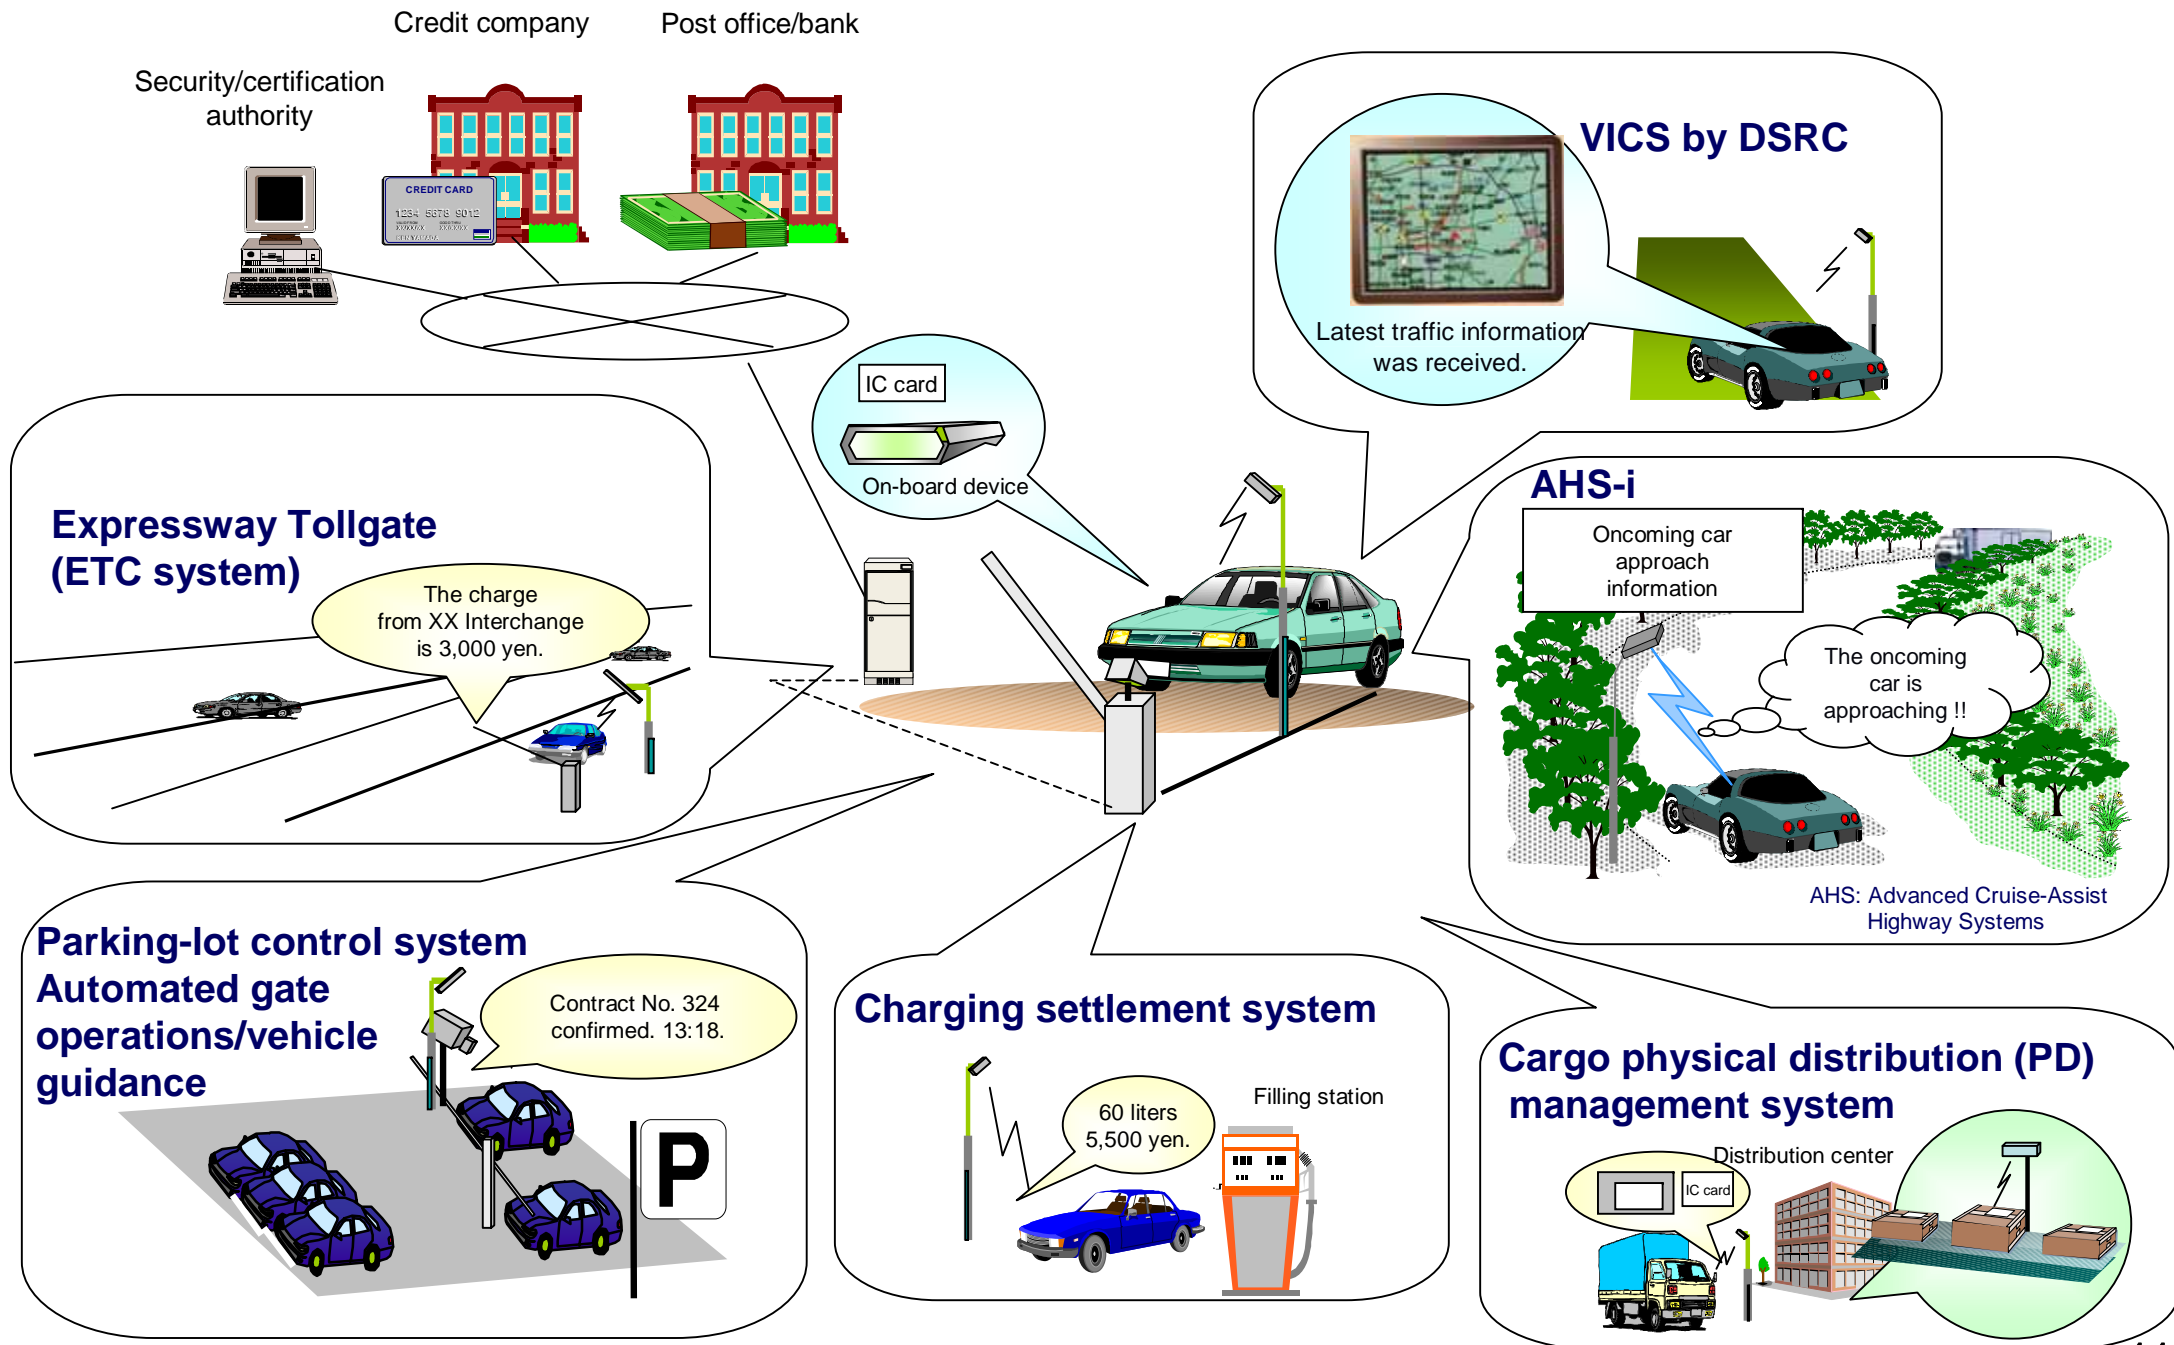 Credit company
Post office/bank
Security/certification
authority
CREDIT CARD
1234 5678 9012
VICS by DSRC
Latest traffic information
was received.
IC card
On-board device
Expressway Tollgate
(ETC system)
The charge
from XX Interchange
is 3,000 yen.
AHS-i
Oncoming car
approach
information
The oncoming
car is
approaching !!
AHS: Advanced Cruise-Assist
Highway Systems
Parking-lot control system
Automated gate
operations/vehicle
guidance
Contract No. 324
confirmed. 13:18.
P
Charging settlement system
60 liters
5,500 yen.
Filling station
Cargo physical distribution (PD)
management system
Distribution center
IC card